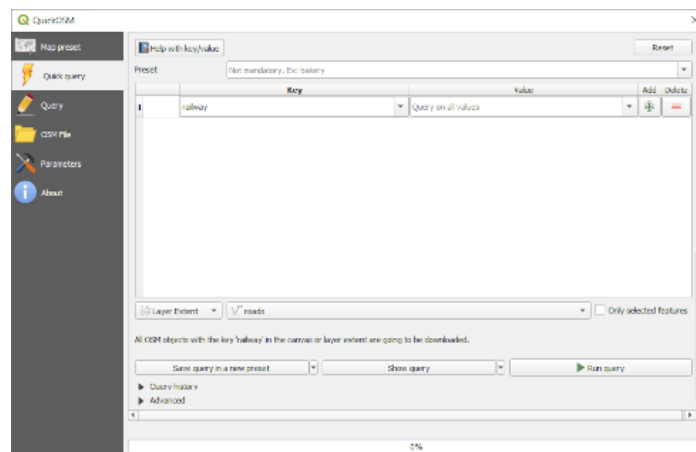 QuickOSM
Map preset
Quick query
Query
OSM File
Parameters
About
Help with key/value
Reset
Preset
Not mandatory. Ex: bakery
Key Value Add Delete
1 railway Query on all values
Layer Extent roads Only selected features
All OSM objects with the key 'railway' in the canvas or layer extent are going to be downloaded.
Save query in a new preset Show query Run query
Query history
Advanced
0%